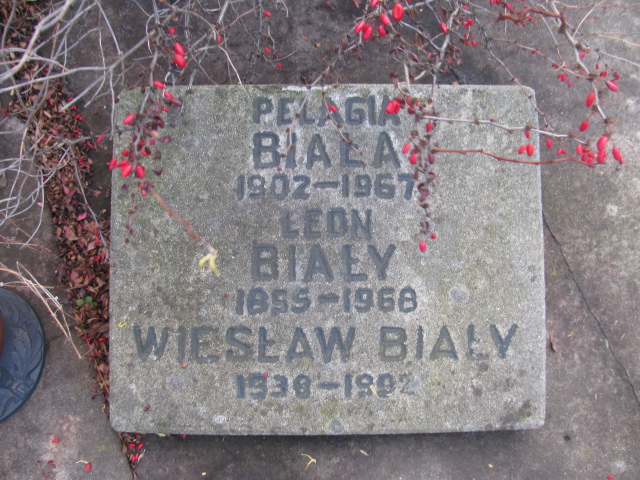 PELAGIA
BIAŁA
1902–1967
LEON
BIAŁY
1895–1968
WIESŁAW BIAŁY
1938–1992